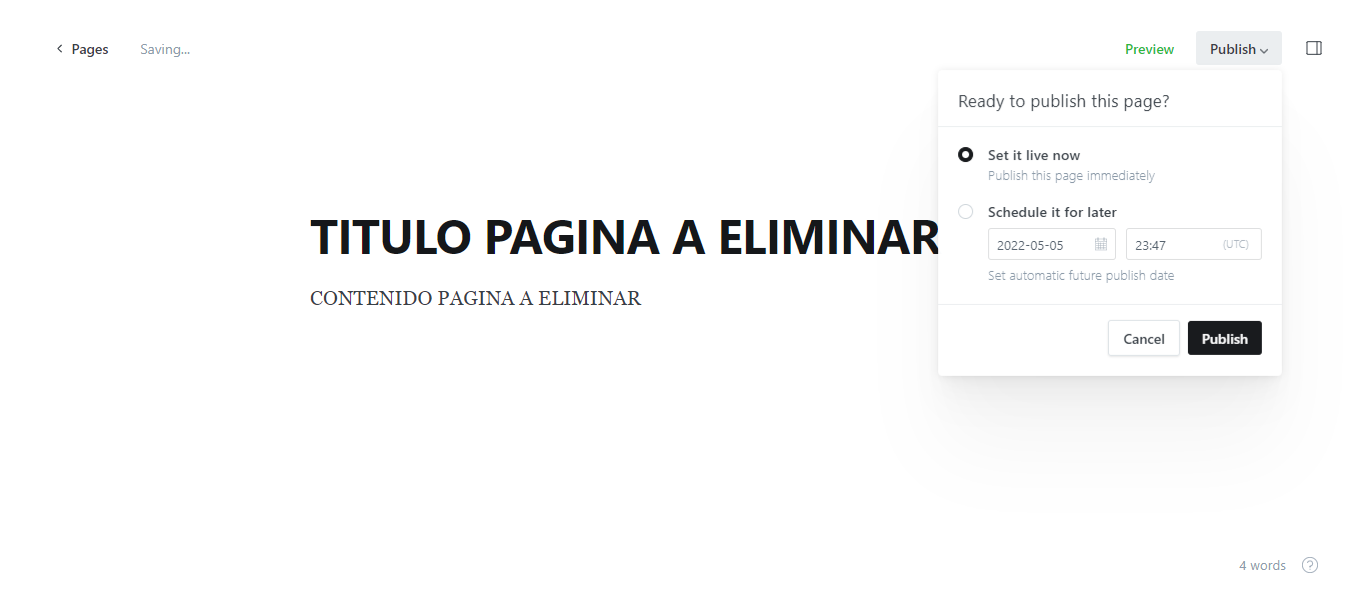 Pages Saving... Preview Publish
Ready to publish this page?
Set it live now
Publish this page immediately
Schedule it for later
2022-05-05 23:47 (UTC)
Set automatic future publish date
Cancel Publish
TITULO PAGINA A ELIMINAR
CONTENIDO PAGINA A ELIMINAR
4 words ?